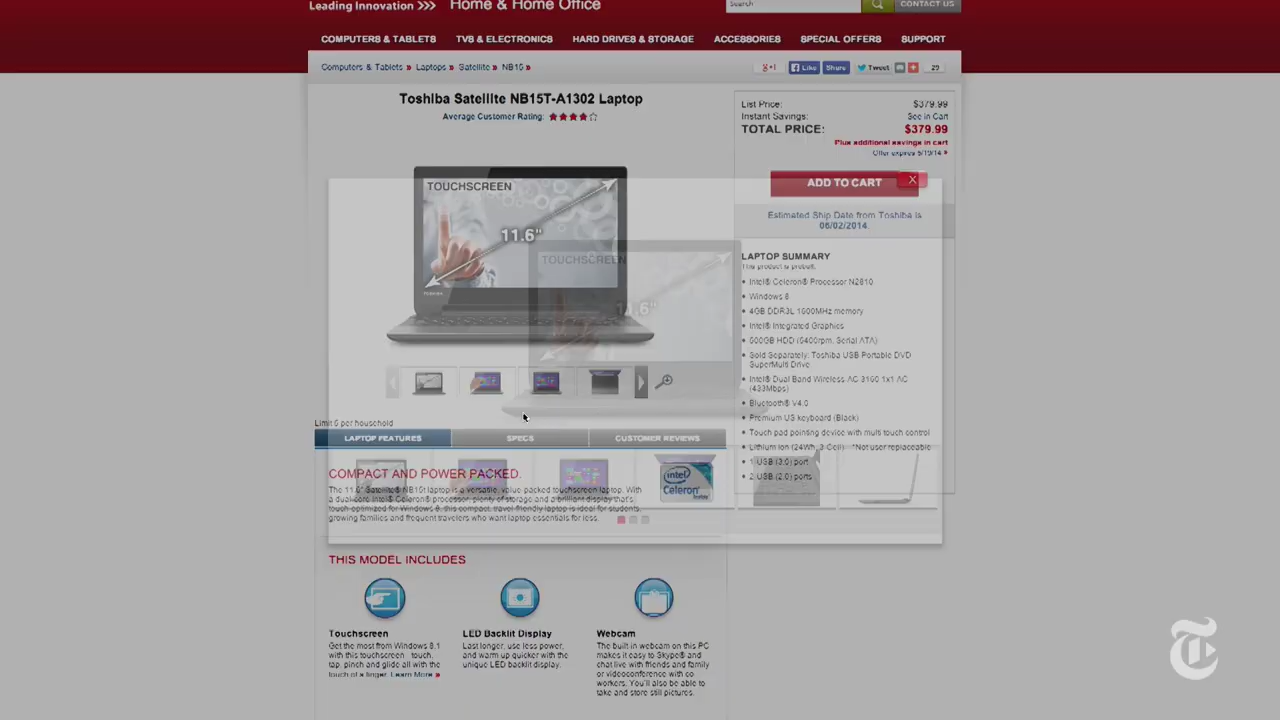 Leading Innovation >>>
Home & Home Office
Search
CONTACT US
COMPUTERS & TABLETS
TVS & ELECTRONICS
HARD DRIVES & STORAGE
ACCESSORIES
SPECIAL OFFERS
SUPPORT
Computers & Tablets » Laptops » Satellite » NB15 »
g+1
Like
Share
Tweet
29
Toshiba Satellite NB15T-A1302 Laptop
Average Customer Rating:
List Price: $379.99
Instant Savings: See in Cart
TOTAL PRICE: $379.99
Plus additional savings in cart
Offer expires 5/19/14 »
ADD TO CART
X
Estimated Ship Date from Toshiba is
06/02/2014.
TOUCHSCREEN
11.6"
TOUCHSCREEN
11.6"
LAPTOP SUMMARY
This product is prebuilt.
• Intel® Celeron® Processor N2810
• Windows 8
• 4GB DDR3L 1600MHz memory
• Intel® Integrated Graphics
• 500GB HDD (5400rpm, Serial ATA)
• Sold Separately: Toshiba USB Portable DVD
SuperMulti Drive
• Intel® Dual Band Wireless AC 3160 1x1 AC
(433Mbps)
• Bluetooth® V4.0
• Premium US keyboard (Black)
• Touch pad pointing device with multi touch control
• Lithium Ion (24Wh, 3 Cell) *Not user replaceable
• 1 USB (3.0) port
• 2 USB (2.0) ports
Limit 5 per household
LAPTOP FEATURES
SPECS
CUSTOMER REVIEWS
COMPACT AND POWER PACKED.
The 11.6" Satellite® NB15t laptop is a versatile, value-packed touchscreen laptop. With
a dual-core Intel® Celeron® processor, plenty of storage and a brilliant display that's
touch-optimized for Windows 8, this compact, travel-friendly laptop is ideal for students,
growing families and frequent travelers who want laptop essentials for less.
intel
Celeron
inside
THIS MODEL INCLUDES
Touchscreen
Get the most from Windows 8.1
with this touchscreen touch,
tap, pinch and glide all with the
touch of a finger. Learn More »
LED Backlit Display
Last longer, use less power,
and warm up quicker with the
unique LED backlit display.
Webcam
The built in webcam on this PC
makes it easy to Skype® and
chat live with friends and family
or videoconference with co
workers. You'll also be able to
take and store still pictures.
T